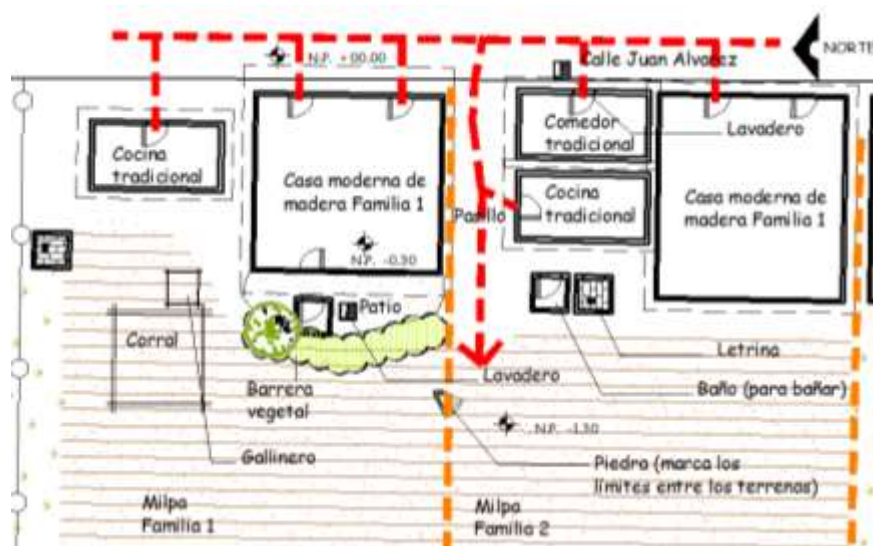 NORTE
N.P. +00.00
Calle Juan Alvarez
Cocina
tradicional
Casa moderna de
madera Familia 1
N.P. -0.30
Comedor
tradicional
Lavadero
Pasillo
Cocina
tradicional
Casa moderna de
madera Familia 1
Corral
Patio
Barrera
vegetal
Lavadero
Letrina
Baño (para bañar)
Gallinero
N.P. -1.30
Piedra (marca los
límites entre los terrenas)
Milpa
Familia 1
Milpa
Familia 2